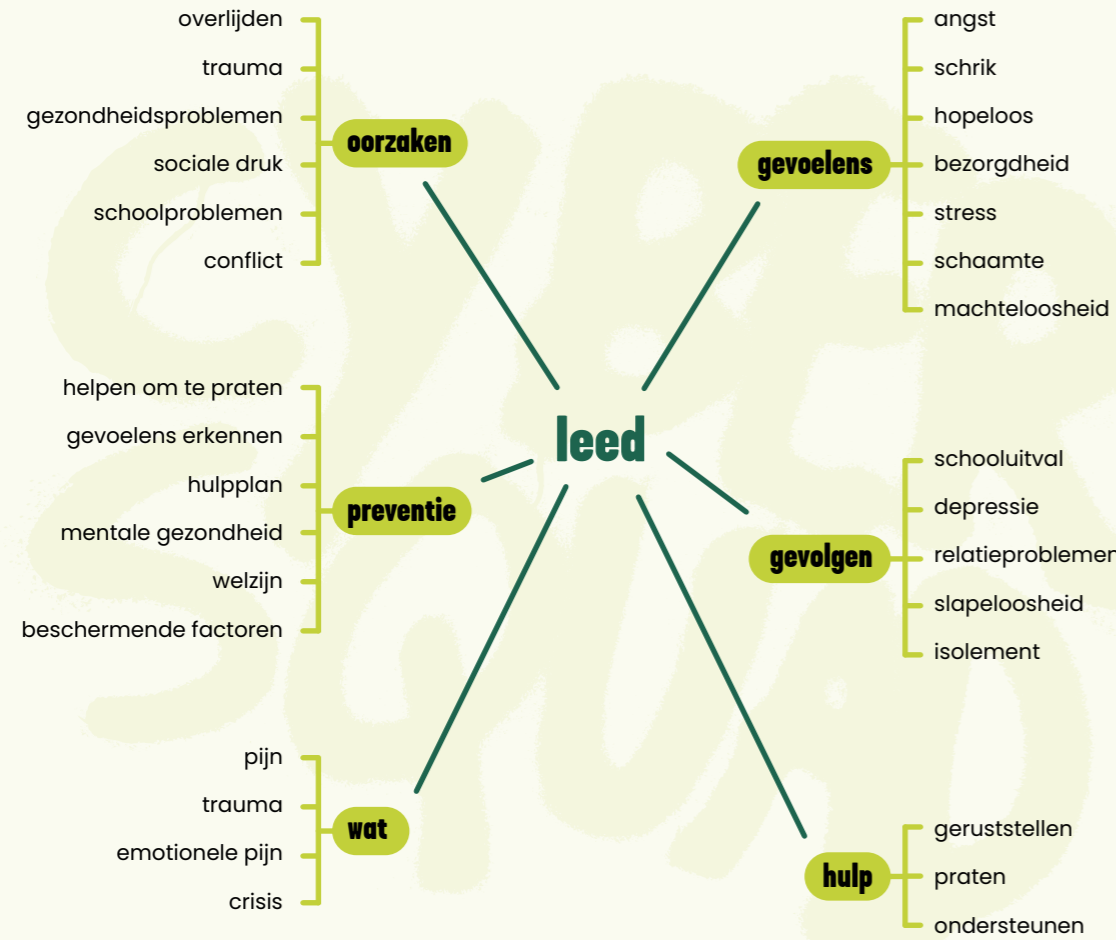 overlijden
trauma
gezondheidsproblemen
sociale druk
schoolproblemen
conflict
oorzaken
angst
schrik
hopeloos
bezorgdheid
stress
schaamte
machteloosheid
gevoelens
leed
helpen om te praten
gevoelens erkennen
hulpplan
mentale gezondheid
welzijn
beschermende factoren
preventie
schooluitval
depressie
relatieproblemen
slapeloosheid
isolement
gevolgen
pijn
trauma
emotionele pijn
crisis
wat
geruststellen
praten
ondersteunen
hulp